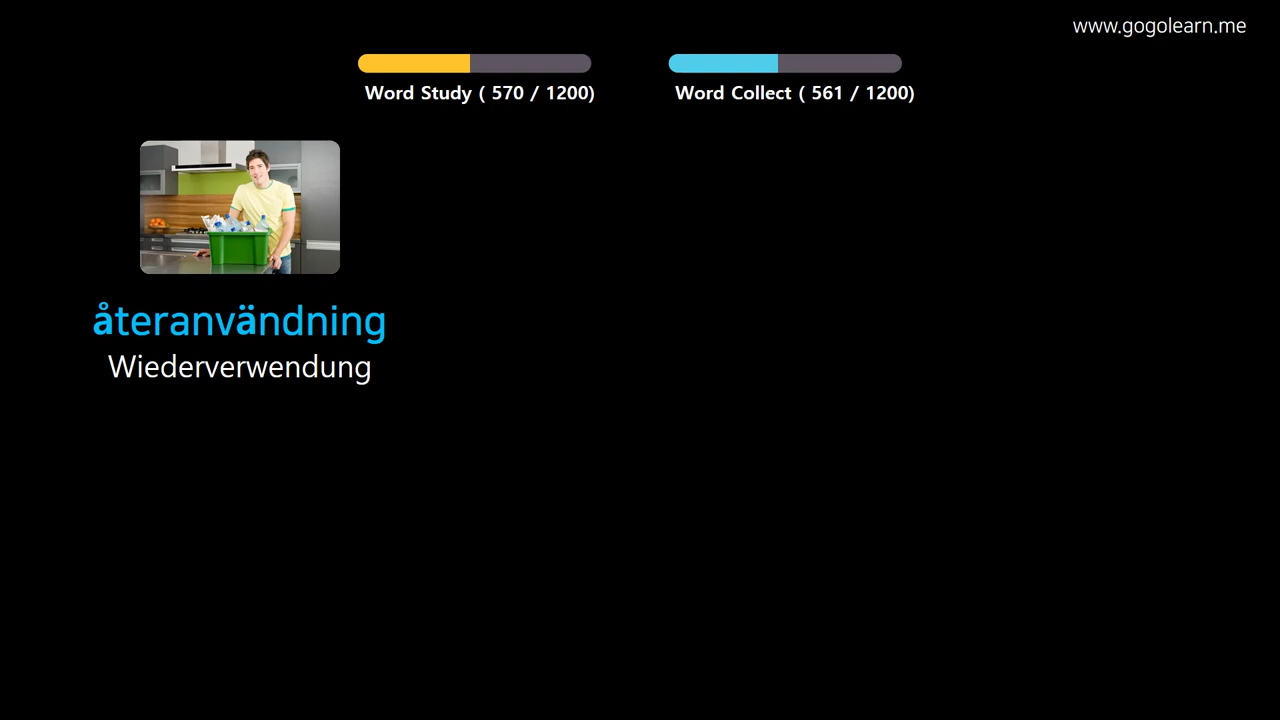 www.gogolearn.me
Word Study ( 570 / 1200)
Word Collect ( 561 / 1200)
återanvändning
Wiederverwendung